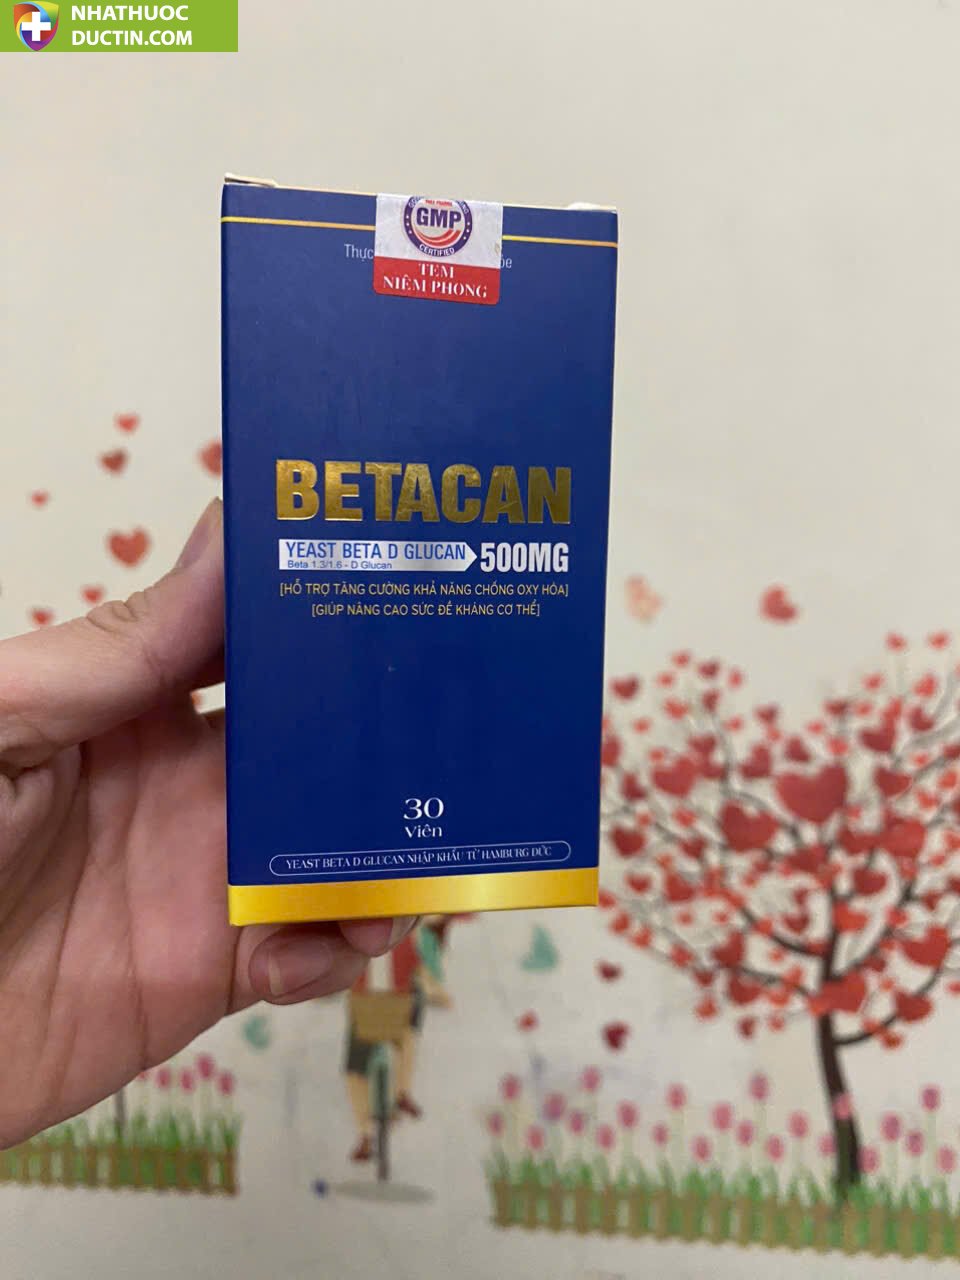 NHATHUOC
DUCTIN.COM
GMP
CERTIFIED
TEM
NIÊM PHONG
Thực
BETACAN
YEAST BETA D GLUCAN
Beta 1.3/1.6 - D Glucan
500MG
[HỖ TRỢ TĂNG CƯỜNG KHẢ NĂNG CHỐNG OXY HÓA]
[GIÚP NÂNG CAO SỨC ĐỀ KHÁNG CƠ THỂ]
30
Viên
YEAST BETA D GLUCAN NHẬP KHẨU TỪ HAMBURG ĐỨC